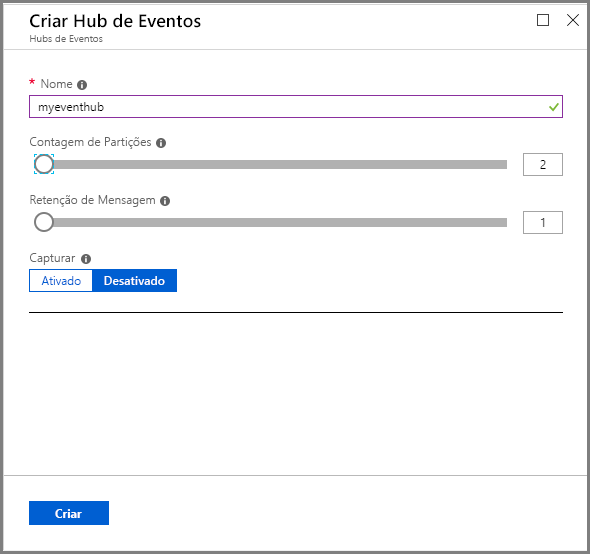 Criar Hub de Eventos
Hubs de Eventos
* Nome
myeventhub
Contagem de Partições
2
Retenção de Mensagem
1
Capturar
Ativado Desativado
Criar